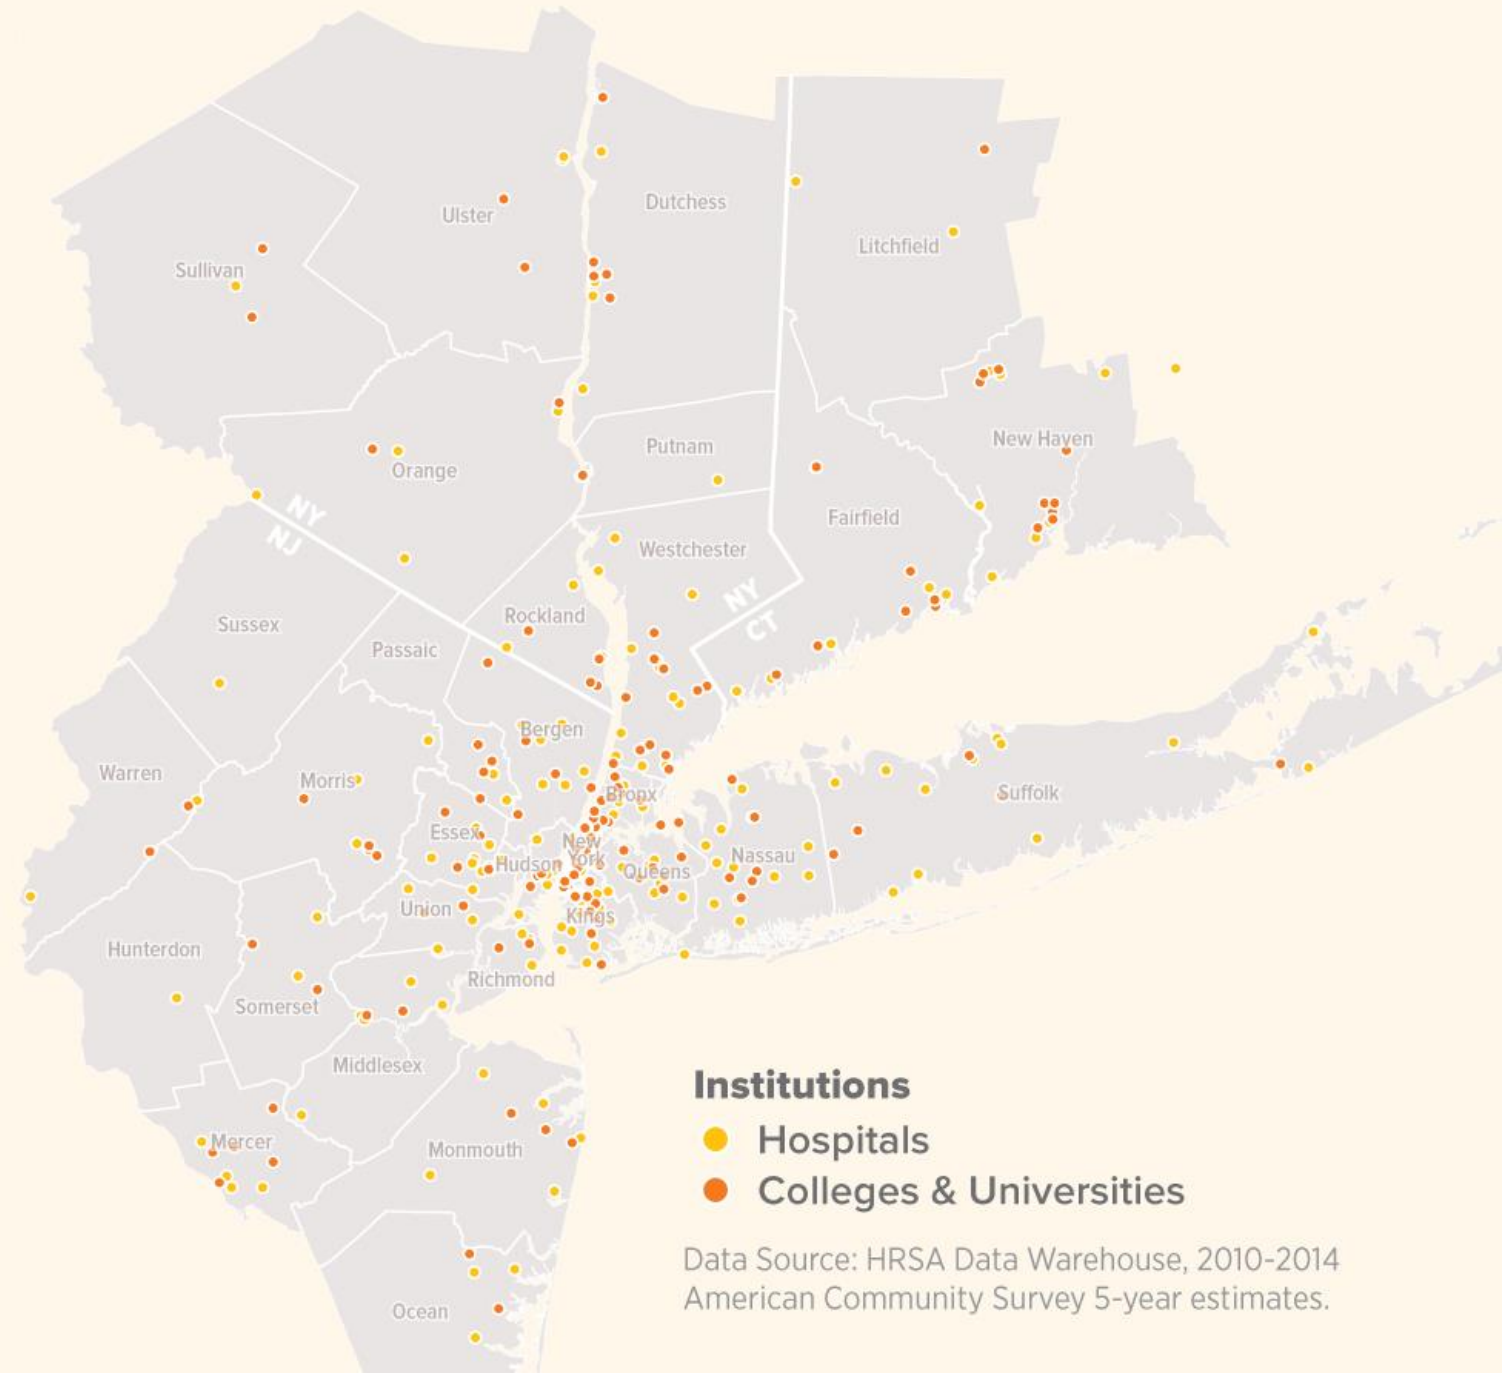 Ulster
Dutchess
Litchfield
Sullivan
New Haven
Putnam
Orange
NY
NJ
Fairfield
Westchester
NY
CT
Rockland
Sussex
Passaic
Bergen
Warren
Morris
Bronx
Suffolk
Essex
New
York
Nassau
Hudson
Queens
Union
Kings
Hunterdon
Richmond
Somerset
Middlesex
Mercer
Monmouth
Ocean
Institutions
Hospitals
Colleges & Universities
Data Source: HRSA Data Warehouse, 2010-2014
American Community Survey 5-year estimates.